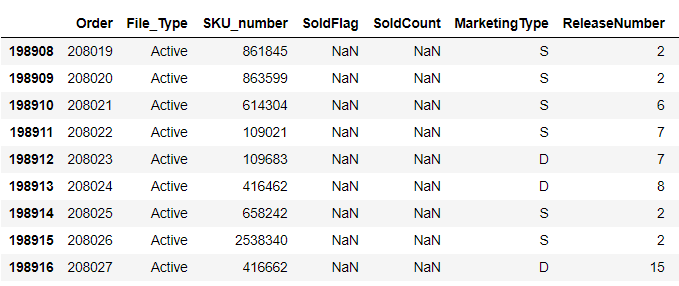 Order File_Type SKU_number SoldFlag SoldCount MarketingType ReleaseNumber
198908 208019 Active 861845 NaN NaN S 2
198909 208020 Active 863599 NaN NaN S 2
198910 208021 Active 614304 NaN NaN S 6
198911 208022 Active 109021 NaN NaN S 7
198912 208023 Active 109683 NaN NaN D 7
198913 208024 Active 416462 NaN NaN D 8
198914 208025 Active 658242 NaN NaN S 2
198915 208026 Active 2538340 NaN NaN S 2
198916 208027 Active 416662 NaN NaN D 15